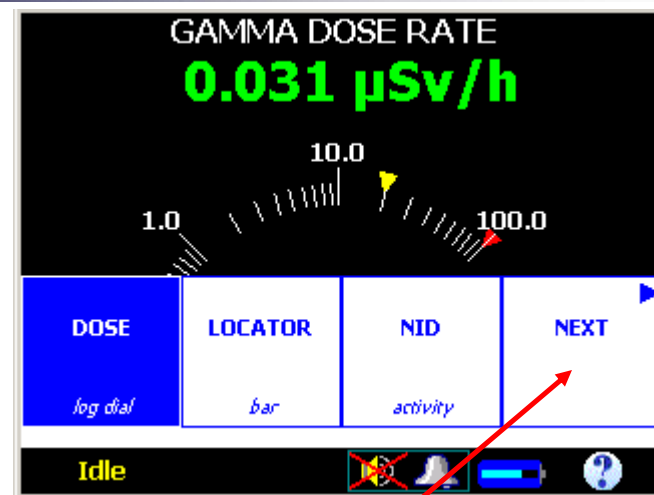 GAMMA DOSE RATE
0.031 µSv/h
10.0
1.0
100.0
DOSE LOCATOR NID NEXT
log dial bar activity
Idle
?